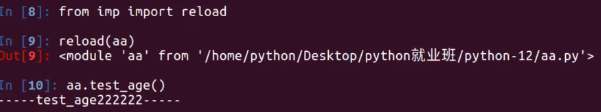 In [8]: from imp import reload
In [9]: reload(aa)
Out[9]: <module 'aa' from '/home/python/Desktop/python就业班/python-12/aa.py'>
In [10]: aa.test_age()
-----test_age222222-----